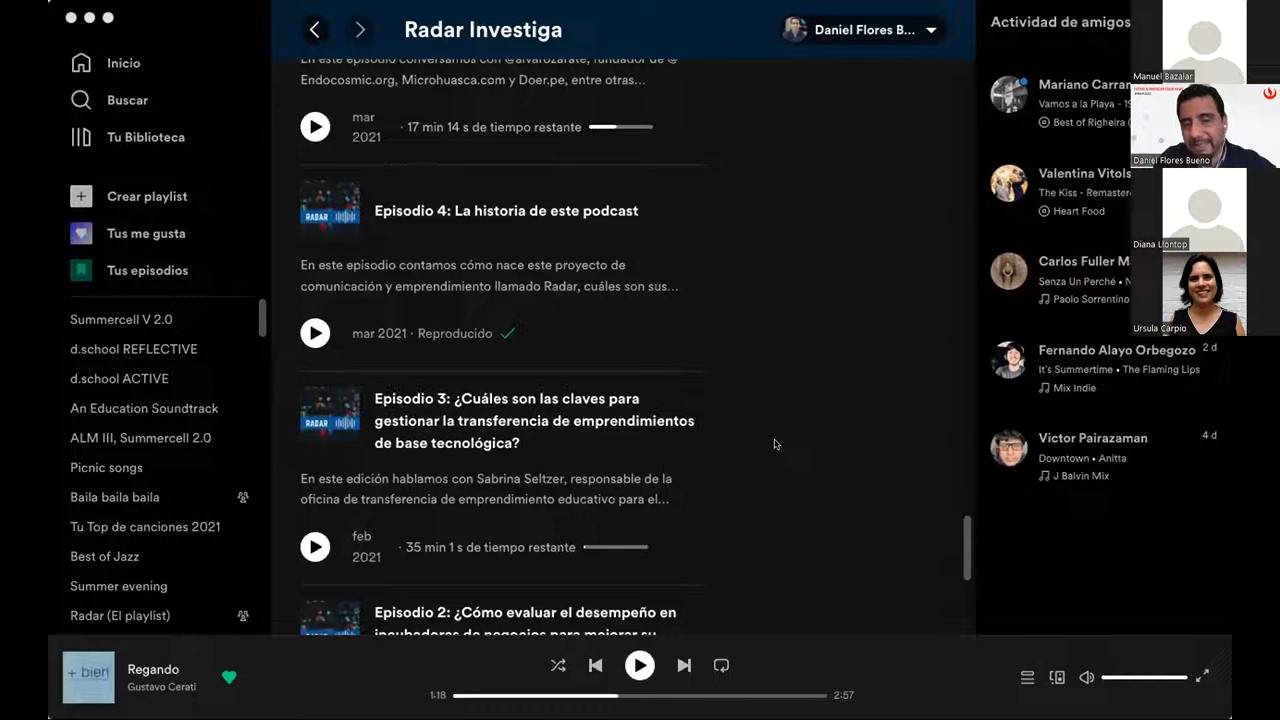 Inicio
Buscar
Tu Biblioteca
Crear playlist
Tus me gusta
Tus episodios
Summercell V 2.0
d.school REFLECTIVE
d.school ACTIVE
An Education Soundtrack
ALM III, Summercell 2.0
Picnic songs
Baila baila baila
Tu Top de canciones 2021
Best of Jazz
Summer evening
Radar (El playlist)
Radar Investiga
Daniel Flores B...
En este episodio conversamos con @alvarozarate, fundador de @
Endocosmic.org, Microhuasca.com y Doer.pe, entre otras...
mar
2021
· 17 min 14 s de tiempo restante
RADAR
Episodio 4: La historia de este podcast
En este episodio contamos cómo nace este proyecto de
comunicación y emprendimiento llamado Radar, cuáles son sus...
mar 2021 · Reproducido
RADAR
Episodio 3: ¿Cuáles son las claves para
gestionar la transferencia de emprendimientos
de base tecnológica?
En este edición hablamos con Sabrina Seltzer, responsable de la
oficina de transferencia de emprendimiento educativo para el...
feb
2021
· 35 min 1 s de tiempo restante
Episodio 2: ¿Cómo evaluar el desempeño en
incubadoras de negocios para mejorar su
Actividad de amigos
Mariano Carran
Vamos a la Playa - 19
Best of Righeira (
Valentina Vitols
The Kiss - Remaster
Heart Food
Carlos Fuller M
Senza Un Perché • N
Paolo Sorrentino
Fernando Alayo Orbegozo
2 d
It's Summertime • The Flaming Lips
Mix Indie
Victor Pairazaman
4 d
Downtown • Anitta
J Balvin Mix
Manuel Bazalar
Daniel Flores Bueno
Diana Llontop
Ursula Carpio
+ bien
Regando
Gustavo Cerati
1:18
2:57